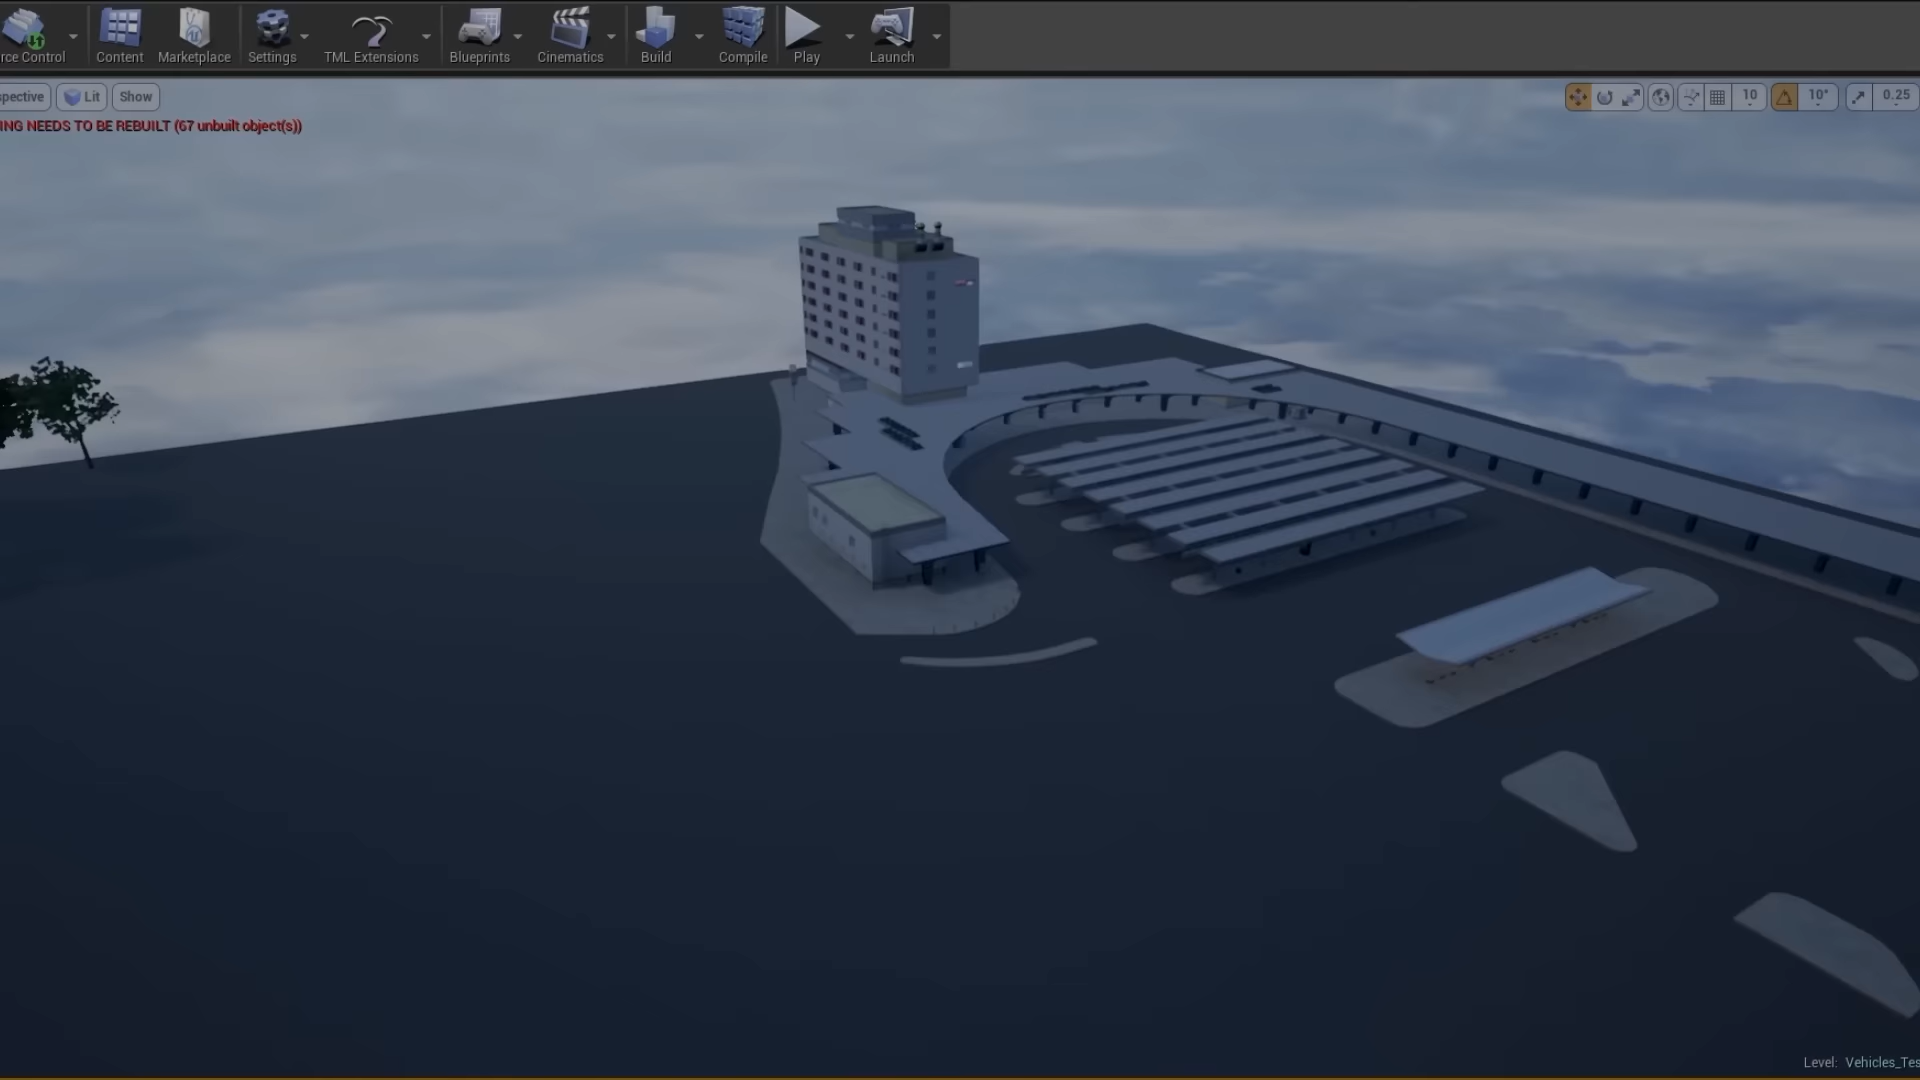 rce Control
Content
Marketplace
Settings
TML Extensions
Blueprints
Cinematics
Build
Compile
Play
Launch
spective
Lit
Show
10
10°
0.25
ING NEEDS TO BE REBUILT (67 unbuilt object(s))
Level: Vehicles_Tes